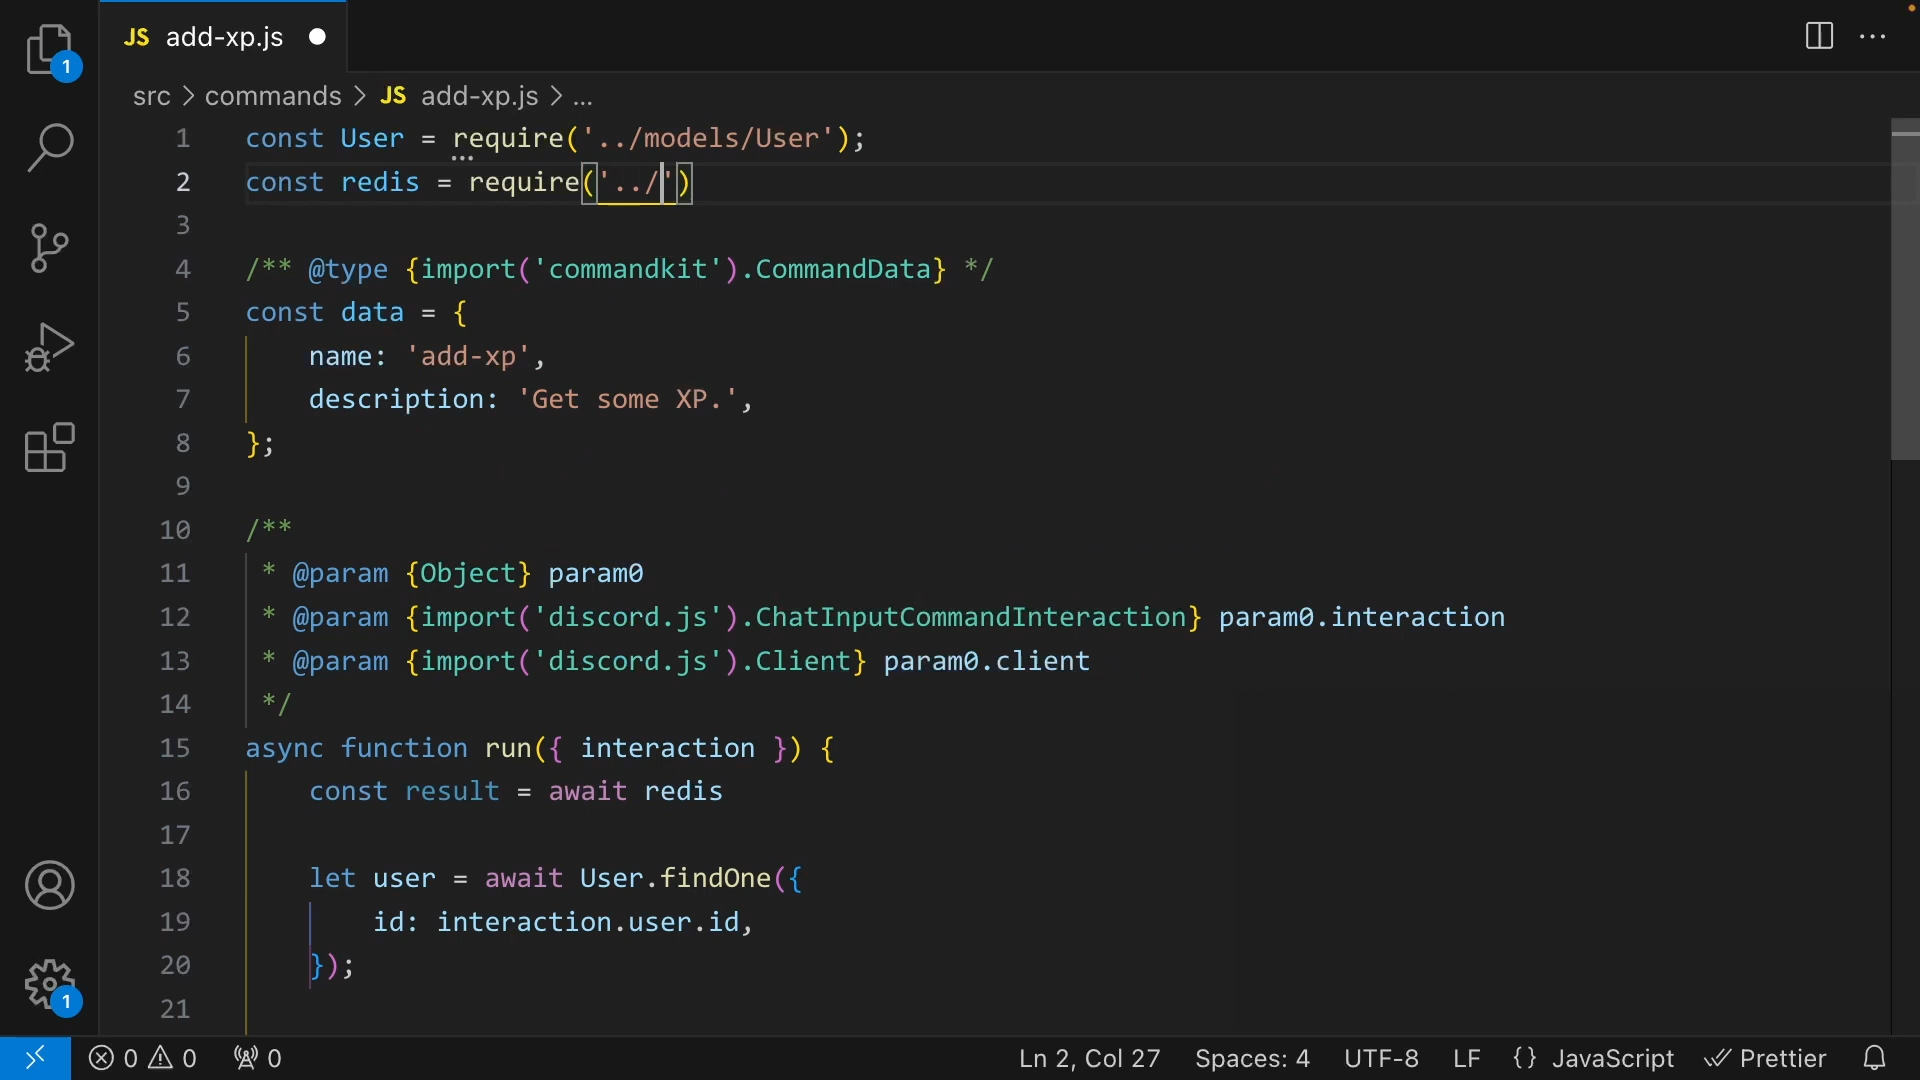 JS add-xp.js
1
src > commands > JS add-xp.js > ...
1 const User = require('../models/User');
2 const redis = require('../')
3
4 /** @type {import('commandkit').CommandData} */
5 const data = {
6 name: 'add-xp',
7 description: 'Get some XP.',
8 };
9
10 /**
11 * @param {Object} param0
12 * @param {import('discord.js').ChatInputCommandInteraction} param0.interaction
13 * @param {import('discord.js').Client} param0.client
14 */
15 async function run({ interaction }) {
16 const result = await redis
17
18 let user = await User.findOne({
19 id: interaction.user.id,
20 });
21
1
0 0 0 Ln 2, Col 27 Spaces: 4 UTF-8 LF {} JavaScript Prettier